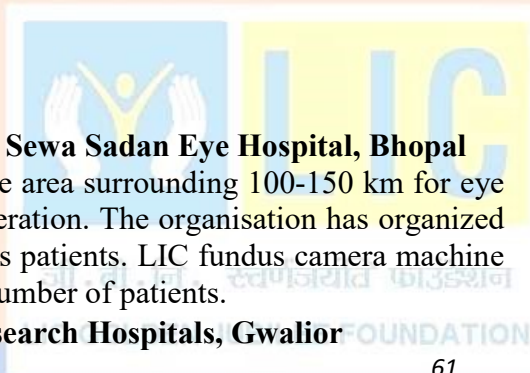 LIC
Sewa Sadan Eye Hospital, Bhopal
e area surrounding 100-150 km for eye
eration. The organisation has organized
s patients. LIC fundus camera machine
umber of patients.
search Hospitals, Gwalior
FOUNDATION
61